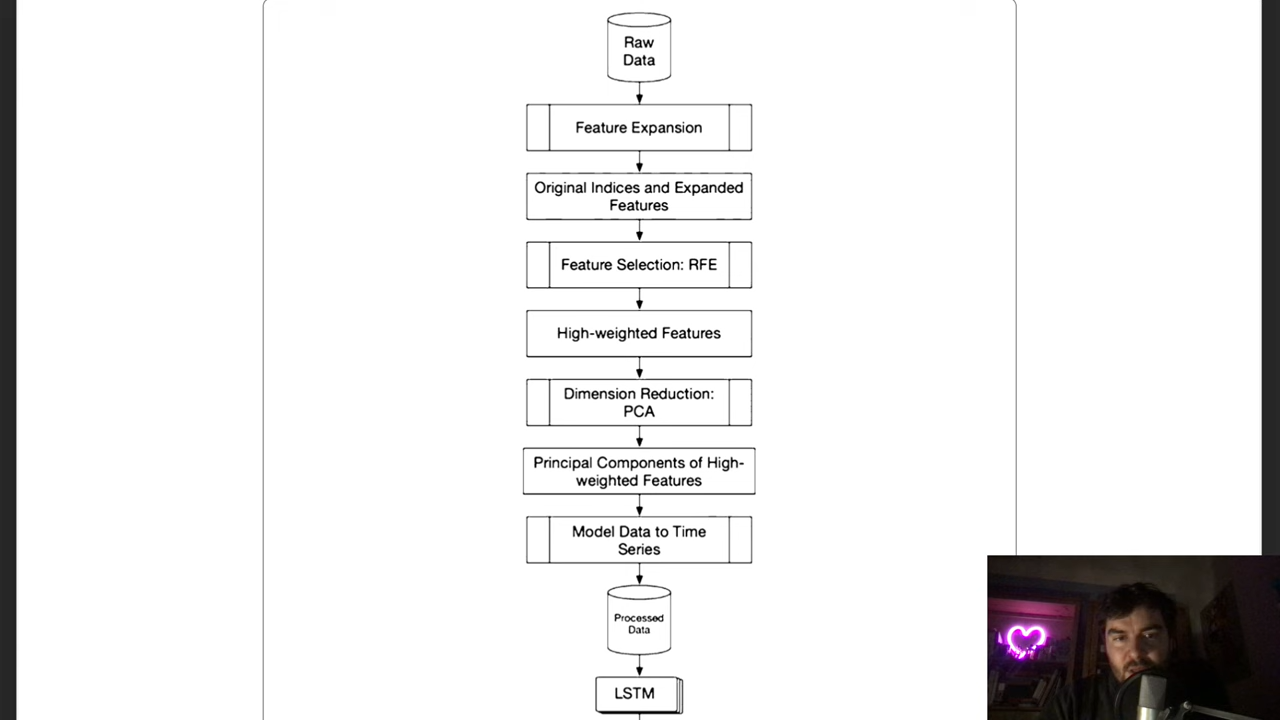 Raw
Data
Feature Expansion
Original Indices and Expanded
Features
Feature Selection: RFE
High-weighted Features
Dimension Reduction:
PCA
Principal Components of High-
weighted Features
Model Data to Time
Series
Processed
Data
LSTM